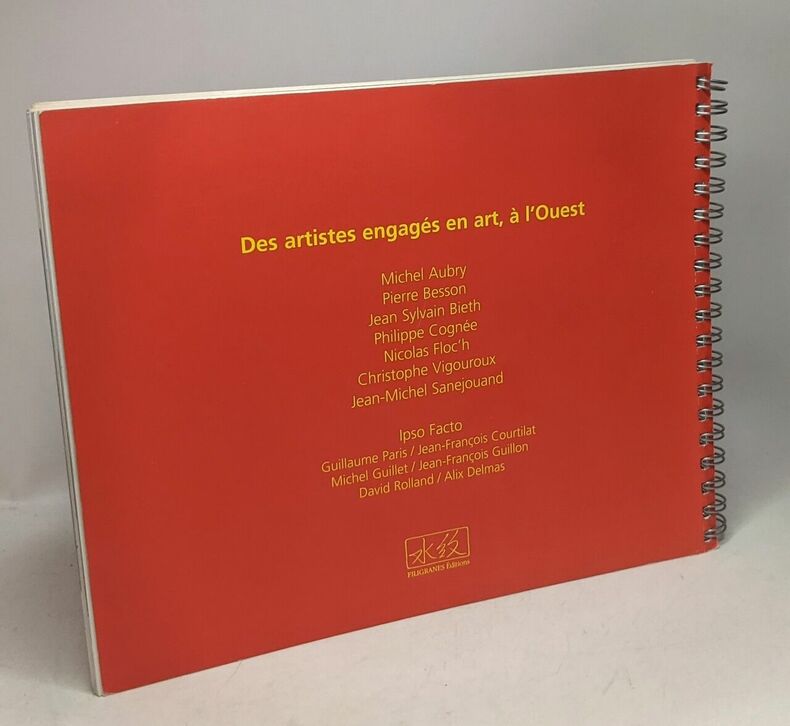 Des artistes engagés en art, à l'Ouest
Michel Aubry
Pierre Besson
Jean Sylvain Bieth
Philippe Cognée
Nicolas Floc'h
Christophe Vigouroux
Jean-Michel Sanejouand
Ipso Facto
Guillaume Paris / Jean-François Courtilat
Michel Guillet / Jean-François Guillon
David Rolland / Alix Delmas
水紋
FILIGRANES Éditions